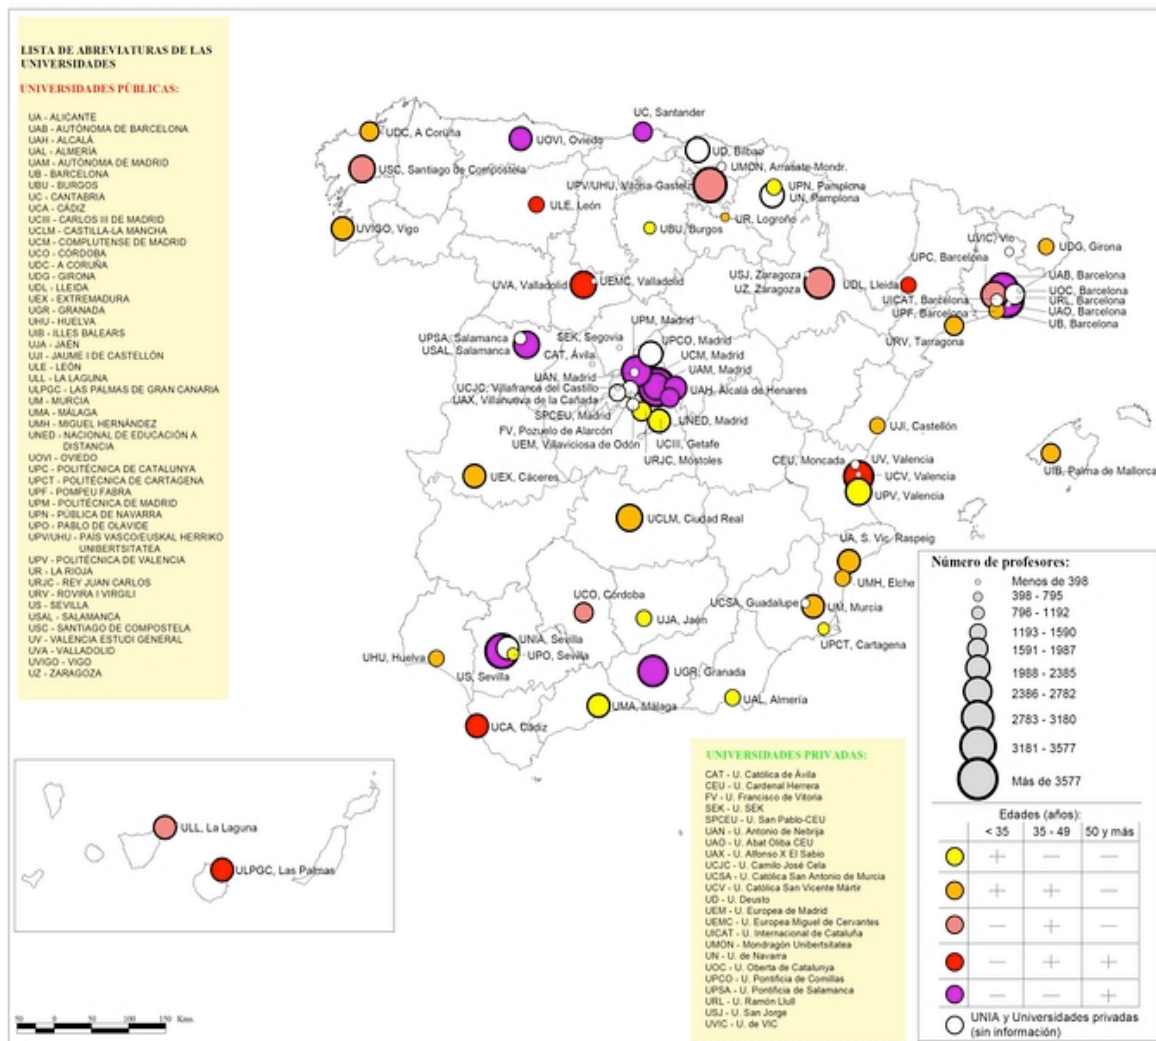 LISTA DE ABREVIATURAS DE LAS
UNIVERSIDADES
UNIVERSIDADES PÚBLICAS:
UA - ALICANTE
UAB - AUTÓNOMA DE BARCELONA
UAH - ALCALÁ
UAL - ALMERÍA
UAM - AUTÓNOMA DE MADRID
UB - BARCELONA
UBU - BURGOS
UC - CANTABRIA
UCA - CÁDIZ
UCIII - CARLOS III DE MADRID
UCLM - CASTILLA-LA MANCHA
UCM - COMPLUTENSE DE MADRID
UCO - CÓRDOBA
UDC - A CORUÑA
UDG - GIRONA
UDL - LLEIDA
UEX - EXTREMADURA
UGR - GRANADA
UHU - HUELVA
UIB - ILLES BALEARS
UJA - JAÉN
UJI - JAUME I DE CASTELLÓN
ULE - LEÓN
ULL - LA LAGUNA
ULPGC - LAS PALMAS DE GRAN CANARIA
UM - MURCIA
UMA - MÁLAGA
UMH - MIGUEL HERNÁNDEZ
UNED - NACIONAL DE EDUCACIÓN A
DISTANCIA
UOVI - OVIEDO
UPC - POLITÉCNICA DE CATALUNYA
UPCT - POLITÉCNICA DE CARTAGENA
UPF - POMPEU FABRA
UPM - POLITÉCNICA DE MADRID
UPN - PÚBLICA DE NAVARRA
UPO - PABLO DE OLAVIDE
UPV/UHU - PAÍS VASCO/EUSKAL HERRIKO
UNIBERTSITATEA
UPV - POLITÉCNICA DE VALENCIA
UR - LA RIOJA
URJC - REY JUAN CARLOS
URV - ROVIRA I VIRGILI
US - SEVILLA
USAL - SALAMANCA
USC - SANTIAGO DE COMPOSTELA
UV - VALENCIA ESTUDI GENERAL
UVA - VALLADOLID
UVIGO - VIGO
UZ - ZARAGOZA
UC, Santander
UDC, A Coruña
UOVI, Oviedo
UD, Bilbao
UMON, Arrasate-Mondr.
USC, Santiago de Compostela
UPV/UHU, Vitoria-Gasteiz
UPN, Pamplona
UN, Pamplona
ULE, León
UR, Logroño
UVIGO, Vigo
UBU, Burgos
UVIC, Vic
UDG, Girona
UPC, Barcelona
USJ, Zaragoza
UAB, Barcelona
UVA, Valladolid
UEMC, Valladolid
UZ, Zaragoza
UDL, Lleida
UOC, Barcelona
UICAT, Barcelona
URL, Barcelona
UPF, Barcelona
UAO, Barcelona
UB, Barcelona
UPM, Madrid
URV, Tarragona
UPSA, Salamanca
SEK, Segovia
UPCO, Madrid
USAL, Salamanca
CAT, Ávila
UCM, Madrid
UAN, Madrid
UAM, Madrid
UCJC, Villafranca del Castillo
UAH, Alcalá de Henares
UAX, Villanueva de la Cañada
SPCEU, Madrid
UNED, Madrid
FV, Pozuelo de Alarcón
UJI, Castellón
UEM, Villaviciosa de Odón
UCIII, Getafe
URJC, Móstoles
CEU, Moncada
UV, Valencia
UIB, Palma de Mallorca
UEX, Cáceres
UCV, Valencia
UPV, Valencia
UCLM, Ciudad Real
UA, S. Vic. Raspeig
UMH, Elche
UCO, Córdoba
UCSA, Guadalupe
UM, Murcia
UJA, Jaén
UPCT, Cartagena
UNIA, Sevilla
UHU, Huelva
UPO, Sevilla
US, Sevilla
UGR, Granada
UAL, Almería
UMA, Málaga
UCA, Cádiz
ULL, La Laguna
ULPGC, Las Palmas
50 0 50 100 150 Kms.
UNIVERSIDADES PRIVADAS:
CAT - U. Católica de Ávila
CEU - U. Cardenal Herrera
FV - U. Francisco de Vitoria
SEK - U. SEK
SPCEU - U. San Pablo-CEU
UAN - U. Antonio de Nebrija
UAO - U. Abat Oliba CEU
UAX - U. Alfonso X El Sabio
UCJC - U. Camilo José Cela
UCSA - U. Católica San Antonio de Murcia
UCV - U. Católica San Vicente Mártir
UD - U. Deusto
UEM - U. Europea de Madrid
UEMC - U. Europea Miguel de Cervantes
UICAT - U. Internacional de Cataluña
UMON - Mondragón Unibertsitatea
UN - U. de Navarra
UOC - U. Oberta de Catalunya
UPCO - U. Pontificia de Comillas
UPSA - U. Pontificia de Salamanca
URL - U. Ramón Llull
USJ - U. San Jorge
UVIC - U. de VIC
Número de profesores:
Menos de 398
398 - 795
796 - 1192
1193 - 1590
1591 - 1987
1988 - 2385
2386 - 2782
2783 - 3180
3181 - 3577
Más de 3577
Edades (años):
< 35 35 - 49 50 y más
+ — —
+ + —
— + —
— + +
— — +
UNIA y Universidades privadas
(sin información)